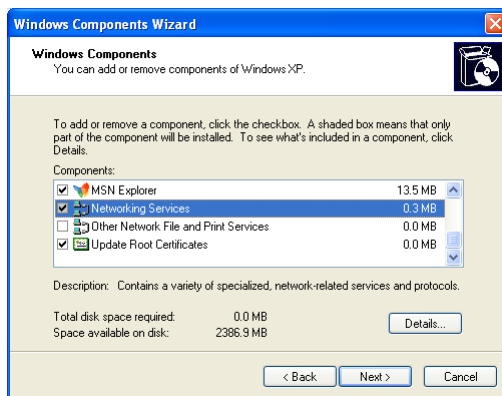 Windows Components Wizard
Windows Components
You can add or remove components of Windows XP.
To add or remove a component, click the checkbox. A shaded box means that only
part of the component will be installed. To see what's included in a component, click
Details.
Components:
MSN Explorer 13.5 MB
Networking Services 0.3 MB
Other Network File and Print Services 0.0 MB
Update Root Certificates 0.0 MB
Description: Contains a variety of specialized, network-related services and protocols.
Total disk space required: 0.0 MB
Space available on disk: 2386.9 MB
Details...
< Back Next > Cancel